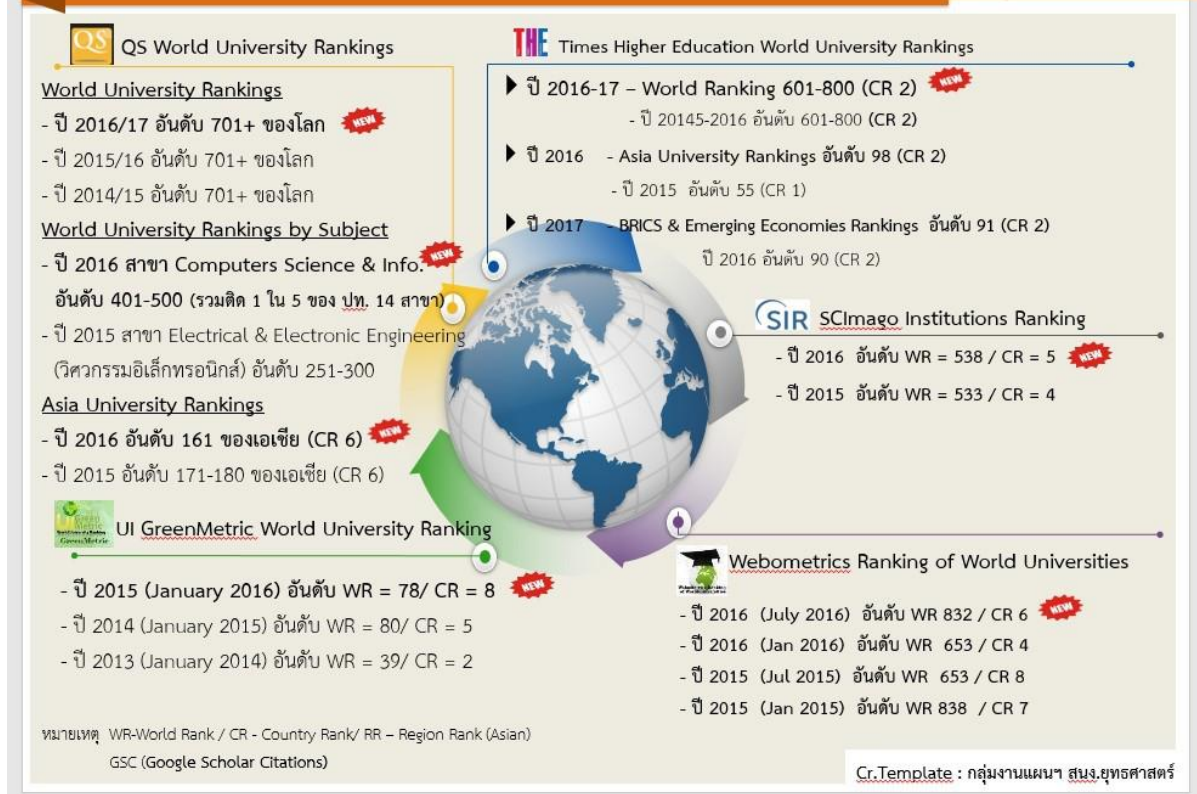 QS QS World University Rankings
World University Rankings
- ปี 2016/17 อันดับ 701+ ของโลก NEW
- ปี 2015/16 อันดับ 701+ ของโลก
- ปี 2014/15 อันดับ 701+ ของโลก
World University Rankings by Subject
- ปี 2016 สาขา Computers Science & Info. NEW
อันดับ 401-500 (รวมติด 1 ใน 5 ของ ปท. 14 สาขา)
- ปี 2015 สาขา Electrical & Electronic Engineering
(วิศวกรรมอิเล็กทรอนิกส์) อันดับ 251-300
Asia University Rankings
- ปี 2016 อันดับ 161 ของเอเชีย (CR 6) NEW
- ปี 2015 อันดับ 171-180 ของเอเชีย (CR 6)
THE Times Higher Education World University Rankings
ปี 2016-17 – World Ranking 601-800 (CR 2) NEW
- ปี 20145-2016 อันดับ 601-800 (CR 2)
ปี 2016 - Asia University Rankings อันดับ 98 (CR 2)
- ปี 2015 อันดับ 55 (CR 1)
ปี 2017 - BRICS & Emerging Economies Rankings อันดับ 91 (CR 2)
ปี 2016 อันดับ 90 (CR 2)
SIR SCImago Institutions Ranking
- ปี 2016 อันดับ WR = 538 / CR = 5 NEW
- ปี 2015 อันดับ WR = 533 / CR = 4
UI Green Metric GreenMetric UI GreenMetric World University Ranking
- ปี 2015 (January 2016) อันดับ WR = 78/ CR = 8 NEW
- ปี 2014 (January 2015) อันดับ WR = 80/ CR = 5
- ปี 2013 (January 2014) อันดับ WR = 39/ CR = 2
Webometrics Ranking of World Universities
- ปี 2016 (July 2016) อันดับ WR 832 / CR 6 NEW
- ปี 2016 (Jan 2016) อันดับ WR 653 / CR 4
- ปี 2015 (Jul 2015) อันดับ WR 653 / CR 8
- ปี 2015 (Jan 2015) อันดับ WR 838 / CR 7
หมายเหตุ WR-World Rank / CR - Country Rank/ RR – Region Rank (Asian)
GSC (Google Scholar Citations)
Cr.Template : กลุ่มงานแผนฯ สนง.ยุทธศาสตร์